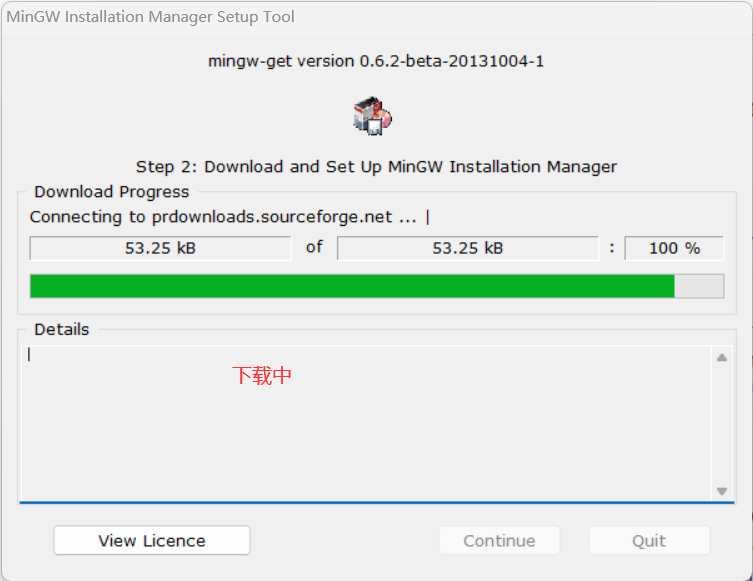 MinGW Installation Manager Setup Tool
mingw-get version 0.6.2-beta-20131004-1
Step 2: Download and Set Up MinGW Installation Manager
Download Progress
Connecting to prdownloads.sourceforge.net ... |
53.25 kB of 53.25 kB : 100 %
Details
下载中
View Licence Continue Quit